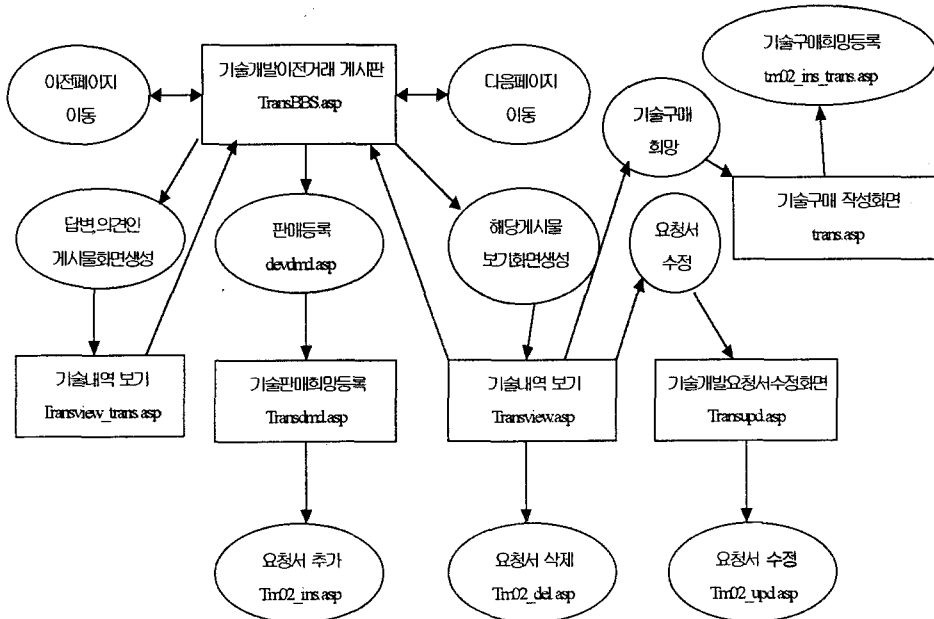 기술구매희망등록
tm02_ins_trans.asp
기술개발이전거래 게시판
TransBBS.asp
이전페이지
이동
다음페이지
이동
기술구매
희망
기술구매 작성화면
trans.asp
답변,의견인
게시물화면생성
판매등록
devdmd.asp
해당게시물
보기화면생성
요청서
수정
기술내역 보기
Transview_trans.asp
기술판매희망등록
Transdmd.asp
기술내역 보기
Transview.asp
기술개발요청서수정화면
Transupd.asp
요청서 추가
Tm02_ins.asp
요청서 삭제
Tm02_del.asp
요청서 수정
Tm02_upd.asp